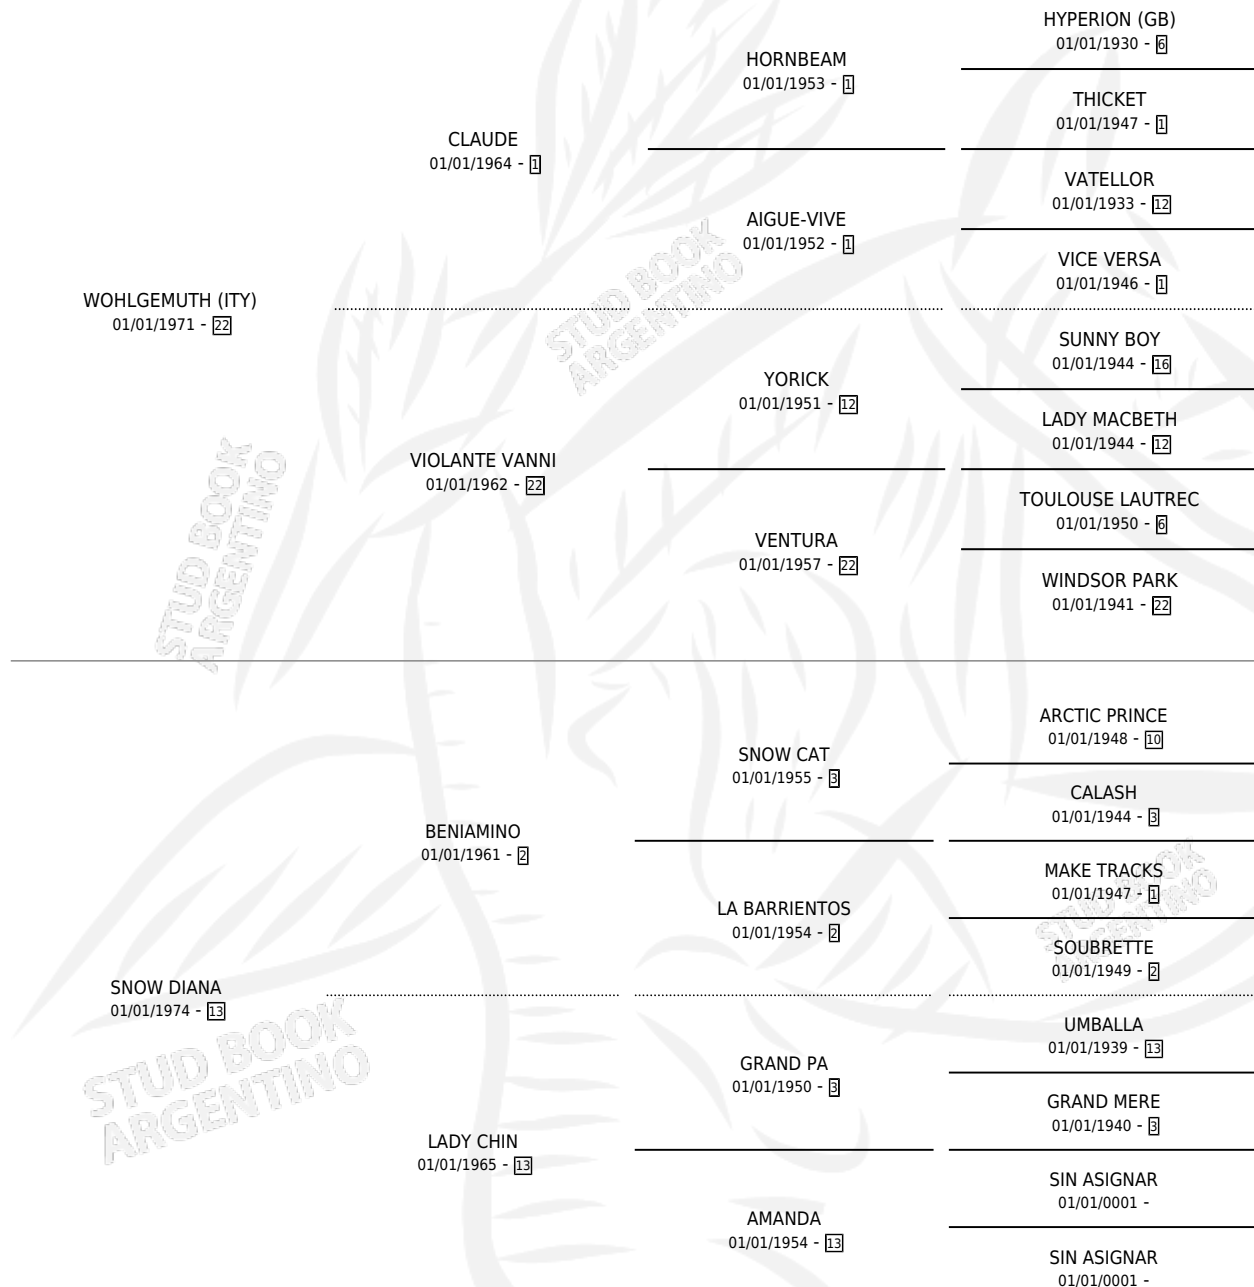 HYPERION (GB)
01/01/1930 - 6
HORNBEAM
01/01/1953 - 1
THICKET
01/01/1947 - 1
CLAUDE
01/01/1964 - 1
VATELLOR
01/01/1933 - 12
AIGUE-VIVE
01/01/1952 - 1
VICE VERSA
01/01/1946 - 1
WOHLGEMUTH (ITY)
01/01/1971 - 22
STUD BOOK
ARGENTINO
SUNNY BOY
01/01/1944 - 16
YORICK
01/01/1951 - 12
LADY MACBETH
01/01/1944 - 12
VIOLANTE VANNI
01/01/1962 - 22
TOULOUSE LAUTREC
01/01/1950 - 6
VENTURA
01/01/1957 - 22
WINDSOR PARK
01/01/1941 - 22
STUD BOOK
ARGENTINO
ARCTIC PRINCE
01/01/1948 - 10
SNOW CAT
01/01/1955 - 3
CALASH
01/01/1944 - 3
BENIAMINO
01/01/1961 - 2
MAKE TRACKS
01/01/1947 - 1
STUD BOOK
ARGENTINO
LA BARRIENTOS
01/01/1954 - 2
SOUBRETTE
01/01/1949 - 2
SNOW DIANA
01/01/1974 - 13
STUD BOOK
ARGENTINO
UMBALLA
01/01/1939 - 13
GRAND PA
01/01/1950 - 3
GRAND MERE
01/01/1940 - 3
LADY CHIN
01/01/1965 - 13
SIN ASIGNAR
01/01/0001 -
AMANDA
01/01/1954 - 13
SIN ASIGNAR
01/01/0001 -